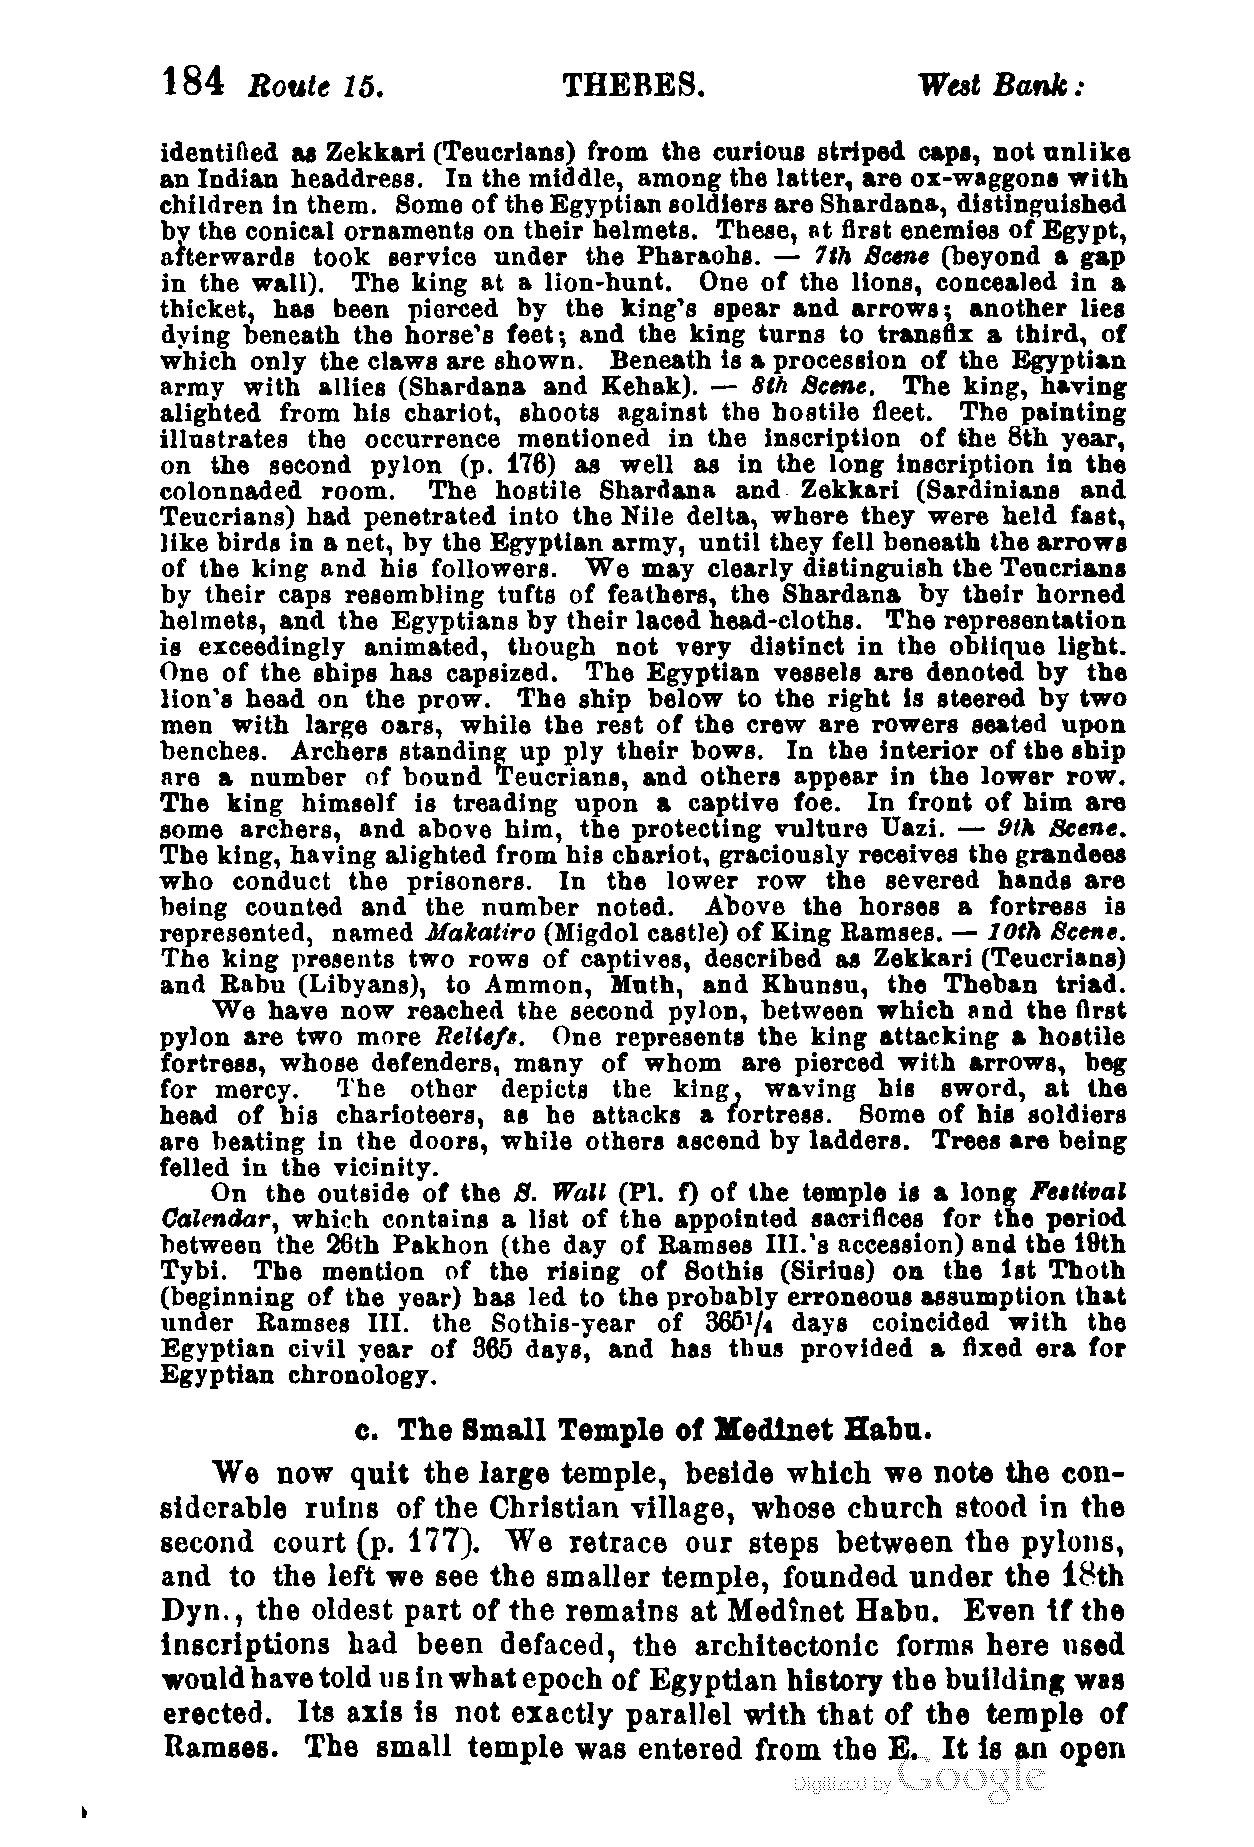 184 Route 15. THEBES. West Bank:
identified as Zekkari (Teucrians) from the curious striped caps, not unlike
an Indian headdress. In the middle, among the latter, are ox-waggons with
children in them. Some of the Egyptian soldiers are Shardana, distinguished
by the conical ornaments on their helmets. These, at first enemies of Egypt,
afterwards took service under the Pharaohs. — 7th Scene (beyond a gap
in the wall). The king at a lion-hunt. One of the lions, concealed in a
thicket, has been pierced by the king's spear and arrows; another lies
dying beneath the horse's feet; and the king turns to transfix a third, of
which only the claws are shown. Beneath is a procession of the Egyptian
army with allies (Shardana and Kehak). — 8th Scene. The king, having
alighted from his chariot, shoots against the hostile fleet. The painting
illustrates the occurrence mentioned in the inscription of the 8th year,
on the second pylon (p. 176) as well as in the long inscription in the
colonnaded room. The hostile Shardana and Zekkari (Sardinians and
Teucrians) had penetrated into the Nile delta, where they were held fast,
like birds in a net, by the Egyptian army, until they fell beneath the arrows
of the king and his followers. We may clearly distinguish the Teucrians
by their caps resembling tufts of feathers, the Shardana by their horned
helmets, and the Egyptians by their laced head-cloths. The representation
is exceedingly animated, though not very distinct in the oblique light.
One of the ships has capsized. The Egyptian vessels are denoted by the
lion's head on the prow. The ship below to the right is steered by two
men with large oars, while the rest of the crew are rowers seated upon
benches. Archers standing up ply their bows. In the interior of the ship
are a number of bound Teucrians, and others appear in the lower row.
The king himself is treading upon a captive foe. In front of him are
some archers, and above him, the protecting vulture Uazi. — 9th Scene.
The king, having alighted from his chariot, graciously receives the grandees
who conduct the prisoners. In the lower row the severed hands are
being counted and the number noted. Above the horses a fortress is
represented, named Makatiro (Migdol castle) of King Ramses. — 10th Scene.
The king presents two rows of captives, described as Zekkari (Teucrians)
and Rabu (Libyans), to Ammon, Muth, and Khunsu, the Theban triad.
We have now reached the second pylon, between which and the first
pylon are two more Reliefs. One represents the king attacking a hostile
fortress, whose defenders, many of whom are pierced with arrows, beg
for mercy. The other depicts the king, waving his sword, at the
head of his charioteers, as he attacks a fortress. Some of his soldiers
are beating in the doors, while others ascend by ladders. Trees are being
felled in the vicinity.
On the outside of the S. Wall (Pl. f) of the temple is a long Festival
Calendar, which contains a list of the appointed sacrifices for the period
between the 26th Pakhon (the day of Ramses III.'s accession) and the 19th
Tybi. The mention of the rising of Sothis (Sirius) on the 1st Thoth
(beginning of the year) has led to the probably erroneous assumption that
under Ramses III. the Sothis-year of 365¹/₄ days coincided with the
Egyptian civil year of 365 days, and has thus provided a fixed era for
Egyptian chronology.
c. The Small Temple of Medînet Habu.
We now quit the large temple, beside which we note the con-
siderable ruins of the Christian village, whose church stood in the
second court (p. 177). We retrace our steps between the pylons,
and to the left we see the smaller temple, founded under the 18th
Dyn., the oldest part of the remains at Medînet Habu. Even if the
inscriptions had been defaced, the architectonic forms here used
would have told us in what epoch of Egyptian history the building was
erected. Its axis is not exactly parallel with that of the temple of
Ramses. The small temple was entered from the E. It is an open
Digitized by Google